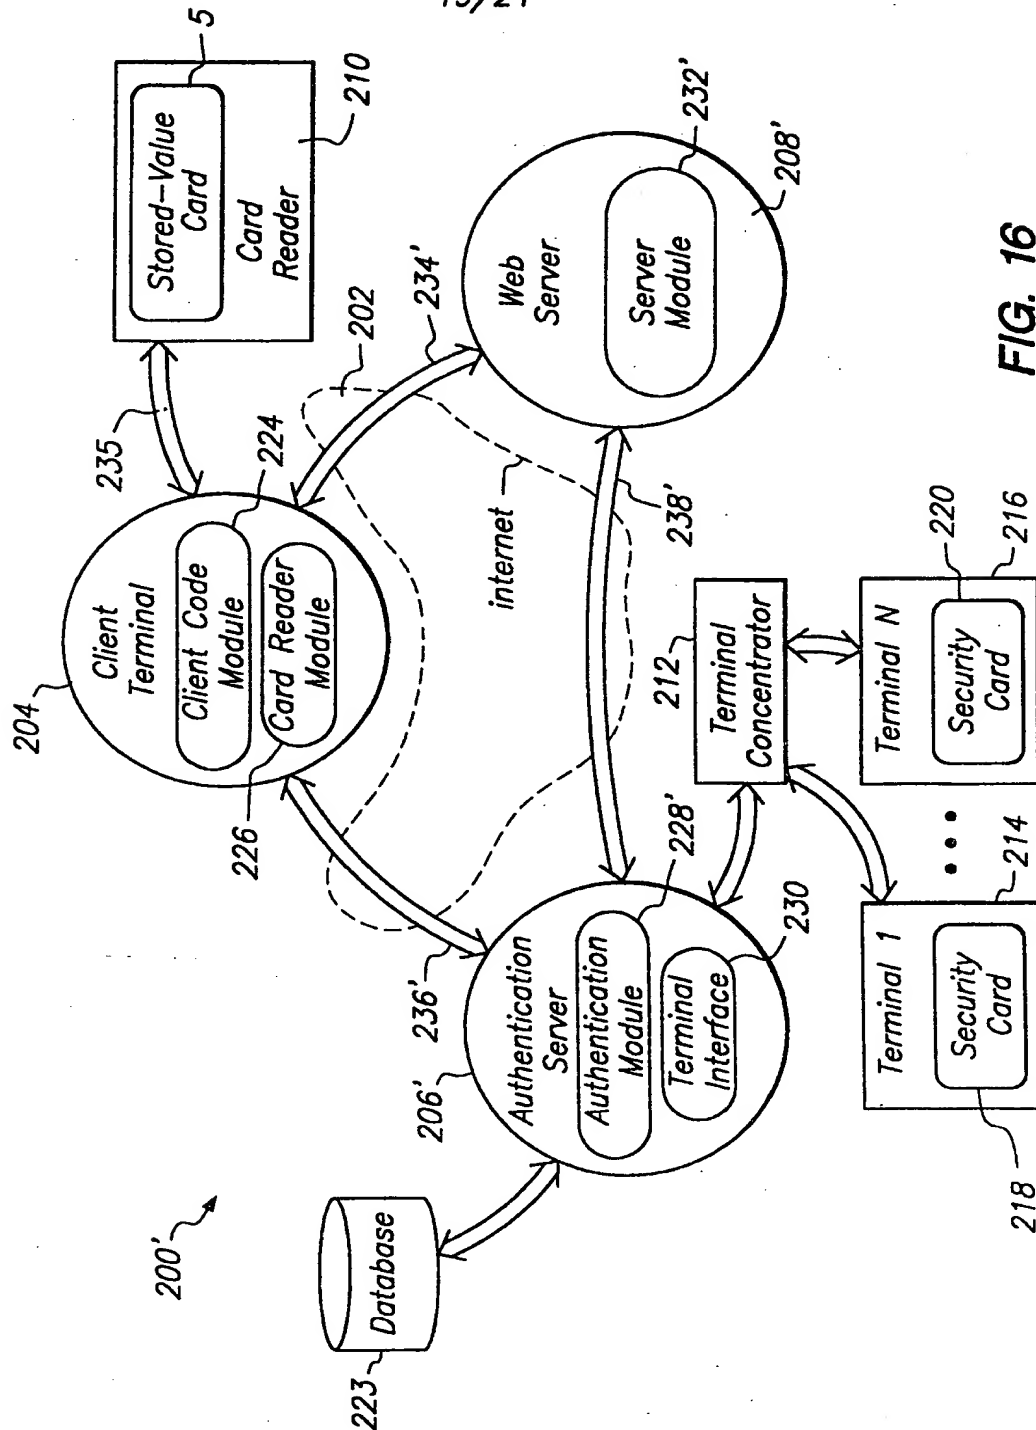 15/21
200'
204
Client
Terminal
Client Code
Module
224
Card Reader
Module
226
235
Stored-Value
Card
5
Card
Reader
210
202
234'
internet
Web
Server
Server
Module
232'
208'
236'
238'
206'
Authentication
Server
Authentication
Module
228'
Terminal
Interface
230
Database
223
212
Terminal
Concentrator
Terminal 1
Security
Card
218
214
Terminal N
Security
Card
220
216
FIG. 16